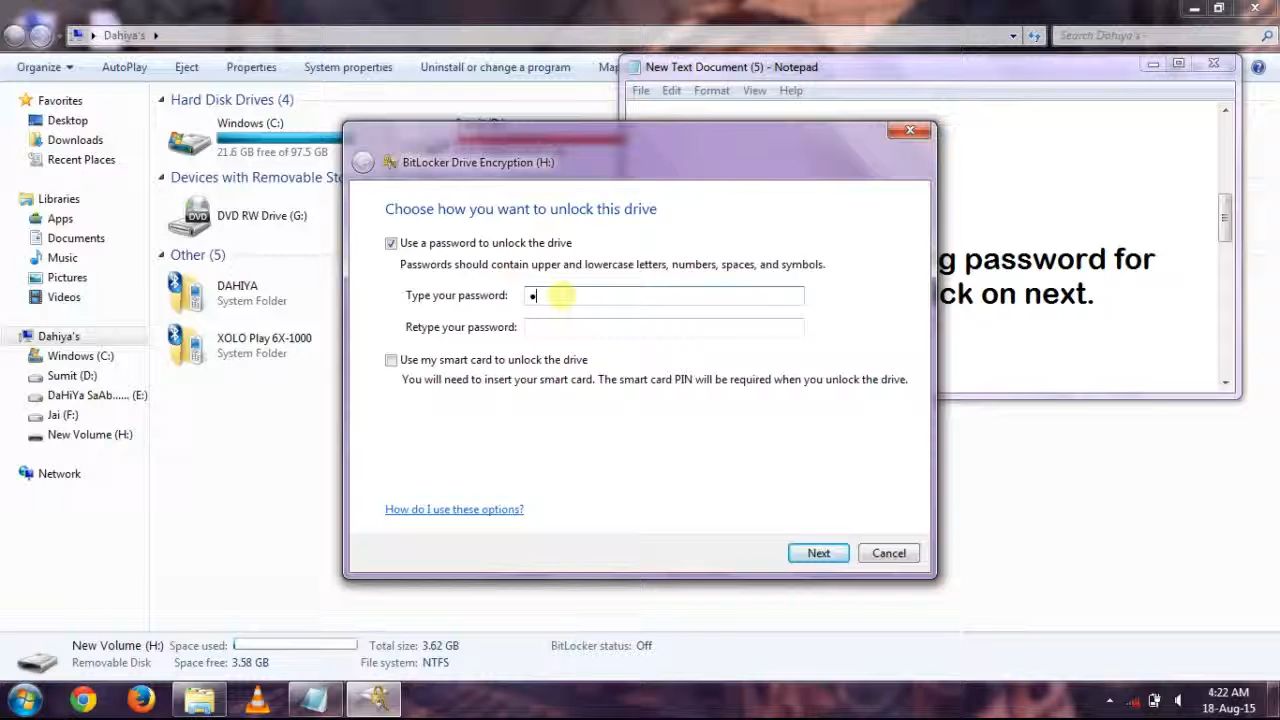 Dahiya's
Search Dahiya's
Organize
AutoPlay
Eject
Properties
System properties
Uninstall or change a program
New Text Document (5) - Notepad
File Edit Format View Help
Favorites
Desktop
Downloads
Recent Places
Libraries
Apps
Documents
Music
Pictures
Videos
Dahiya's
Windows (C:)
Sumit (D:)
DaHiYa SaAb...... (E:)
Jai (F:)
New Volume (H:)
Network
Hard Disk Drives (4)
Windows (C:)
21.6 GB free of 97.5 GB
Devices with Removable
DVD RW Drive (G:)
DVD
Other (5)
DAHIYA
System Folder
XOLO Play 6X-1000
System Folder
BitLocker Drive Encryption (H:)
Choose how you want to unlock this drive
Use a password to unlock the drive
Passwords should contain upper and lowercase letters, numbers, spaces, and symbols.
Type your password: ●
Retype your password:
Use my smart card to unlock the drive
You will need to insert your smart card. The smart card PIN will be required when you unlock the drive.
How do I use these options?
Next
Cancel
g password for
ck on next.
New Volume (H:) Space used: Total size: 3.62 GB BitLocker status: Off
Removable Disk Space free: 3.58 GB File system: NTFS
4:22 AM
18-Aug-15